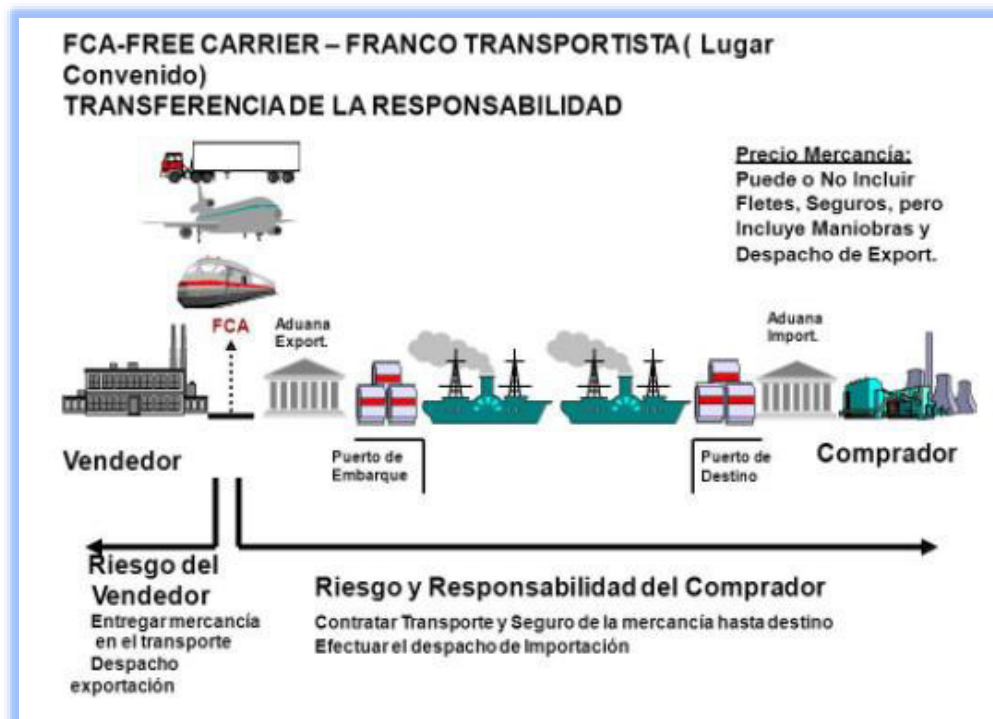 FCA-FREE CARRIER – FRANCO TRANSPORTISTA ( Lugar
Convenido)
TRANSFERENCIA DE LA RESPONSABILIDAD
Precio Mercancía:
Puede o No Incluir
Fletes, Seguros, pero
Incluye Maniobras y
Despacho de Export.
FCA
Aduana
Export.
Aduana
Import.
Vendedor
Puerto de
Embarque
Puerto de
Destino
Comprador
Riesgo del
Vendedor
Entregar mercancía
en el transporte
Despacho
exportación
Riesgo y Responsabilidad del Comprador
Contratar Transporte y Seguro de la mercancía hasta destino
Efectuar el despacho de Importación